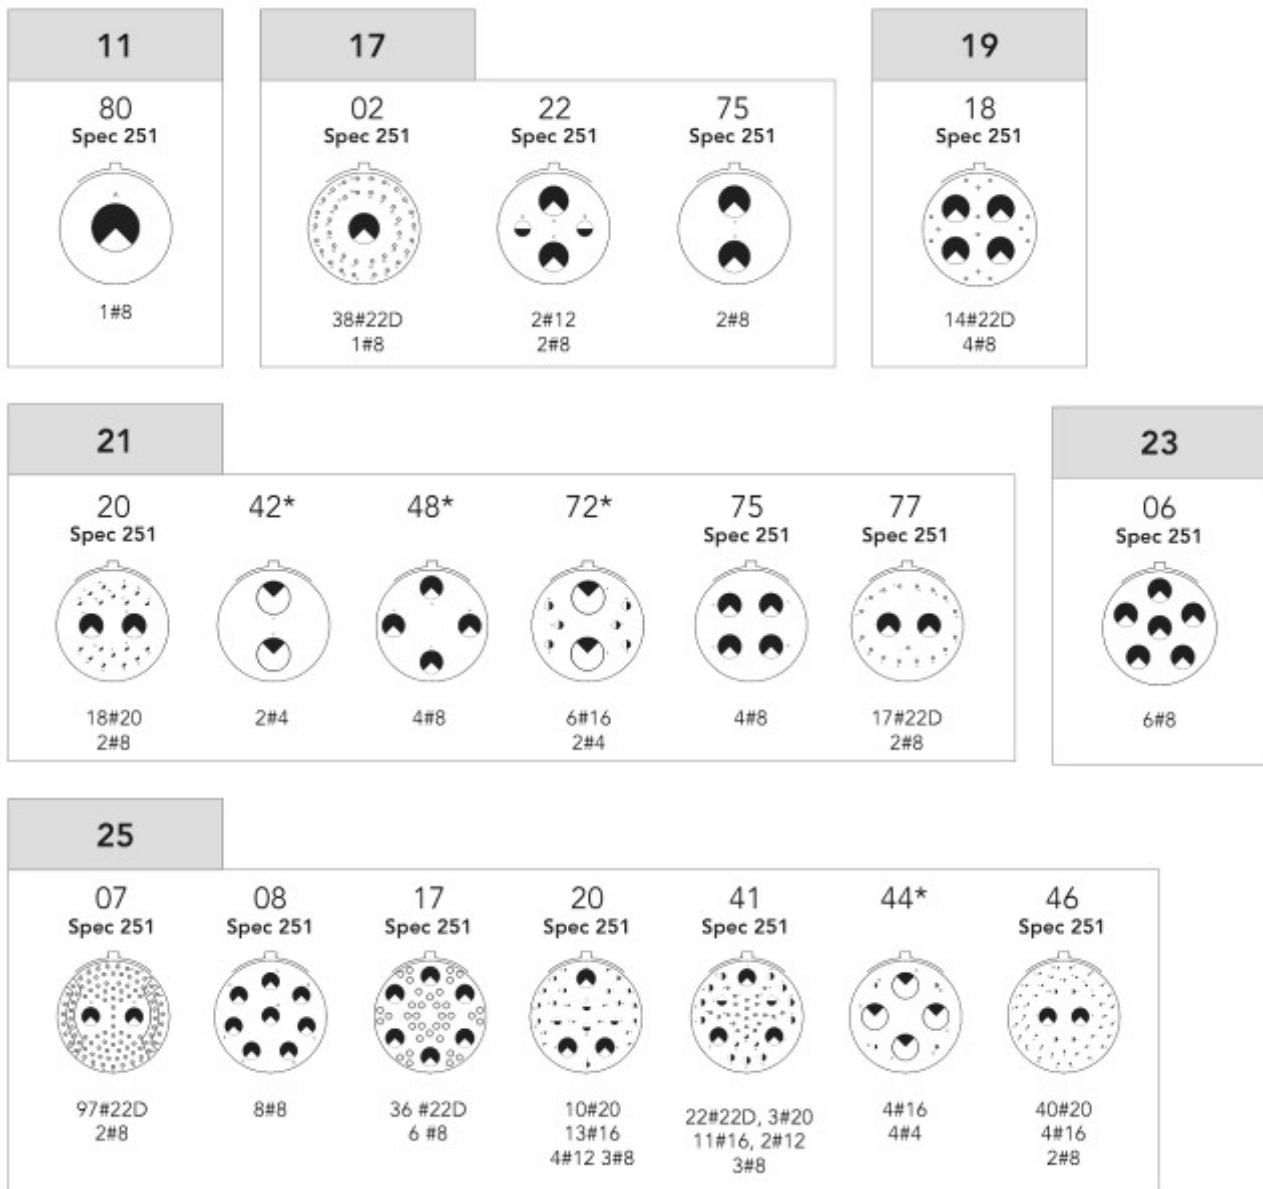 11
80
Spec 251
1#8
17
02
Spec 251
38#22D
1#8
22
Spec 251
2#12
2#8
75
Spec 251
2#8
19
18
Spec 251
14#22D
4#8
21
20
Spec 251
18#20
2#8
42*
2#4
48*
4#8
72*
6#16
2#4
75
Spec 251
4#8
77
Spec 251
17#22D
2#8
23
06
Spec 251
6#8
25
07
Spec 251
97#22D
2#8
08
Spec 251
8#8
17
Spec 251
36 #22D
6 #8
20
Spec 251
10#20
13#16
4#12 3#8
41
Spec 251
22#22D, 3#20
11#16, 2#12
3#8
44*
4#16
4#4
46
Spec 251
40#20
4#16
2#8